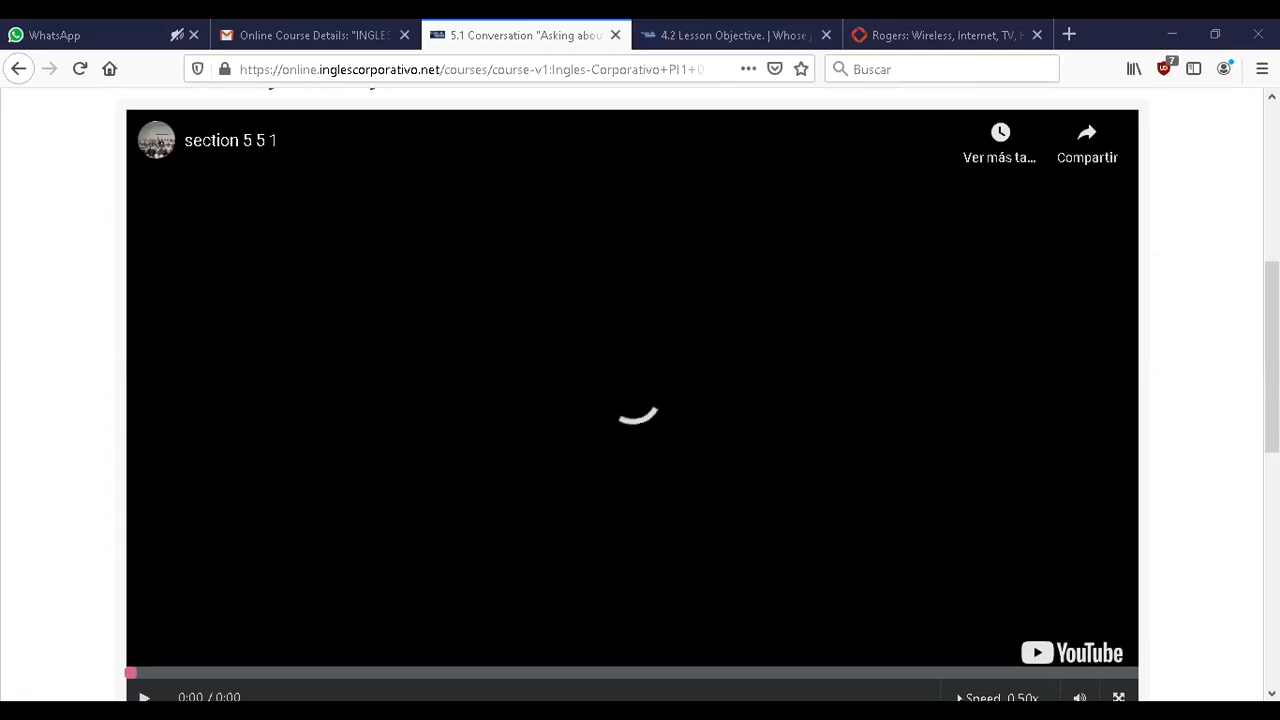 WhatsApp
Online Course Details: "INGLES
5.1 Conversation "Asking abou
4.2 Lesson Objective. | Whose
Rogers: Wireless, Internet, TV, H
https://online.inglescorporativo.net/courses/course-v1:Ingles-Corporativo+PI1+
Buscar
7
section 5 5 1
Ver más ta...
Compartir
YouTube
0:00 / 0:00
Speed 0.50x